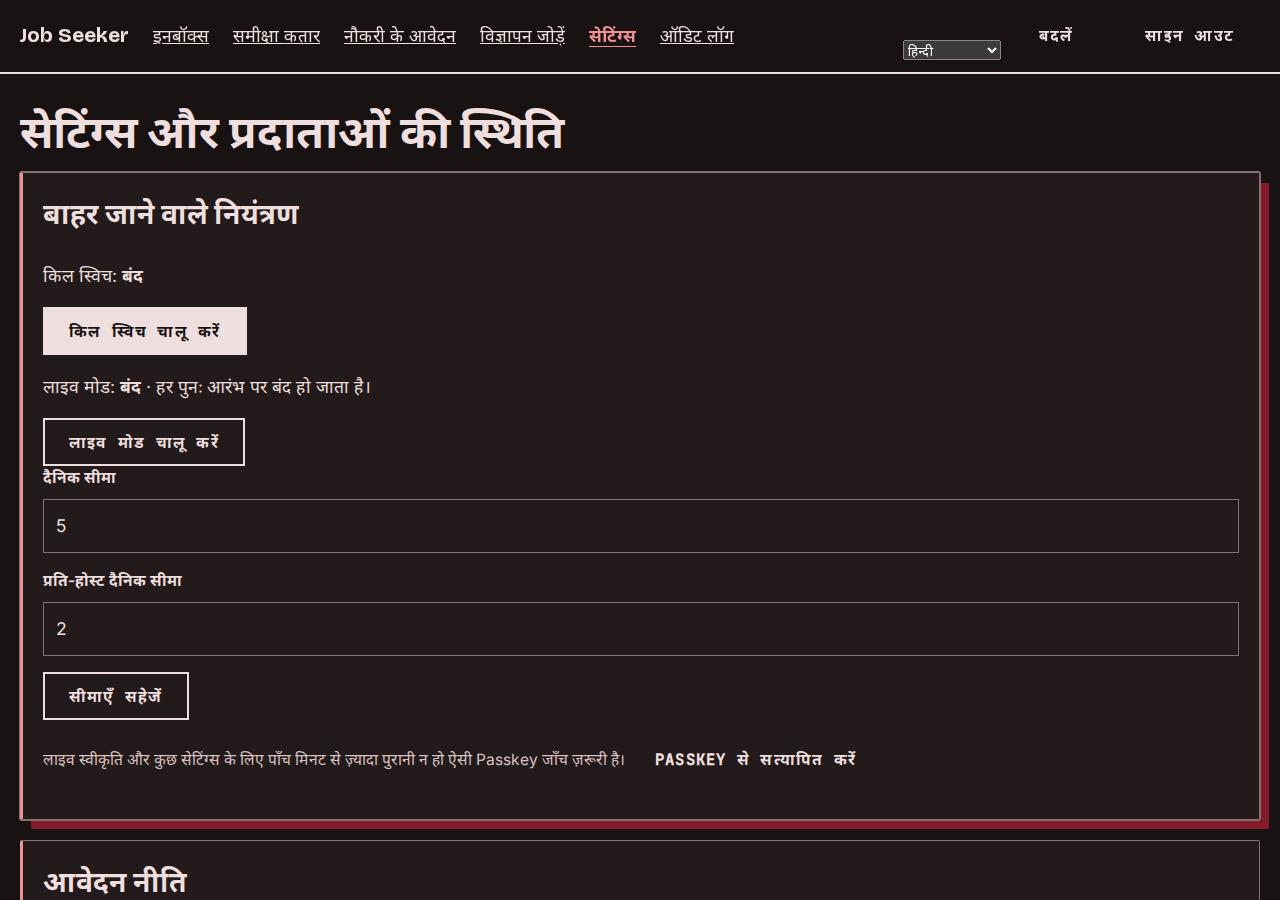 Job Seeker इनबॉक्स समीक्षा कतार नौकरी के आवेदन विज्ञापन जोड़ें सेटिंग्स ऑडिट लॉग हिन्दी बदलें साइन आउट
सेटिंग्स और प्रदाताओं की स्थिति
बाहर जाने वाले नियंत्रण
किल स्विच: बंद
किल स्विच चालू करें
लाइव मोड: बंद · हर पुनः आरंभ पर बंद हो जाता है।
लाइव मोड चालू करें
दैनिक सीमा
5
प्रति-होस्ट दैनिक सीमा
2
सीमाएँ सहेजें
लाइव स्वीकृति और कुछ सेटिंग्स के लिए पाँच मिनट से ज़्यादा पुरानी न हो ऐसी Passkey जाँच ज़रूरी है। PASSKEY से सत्यापित करें
आवेदन नीति